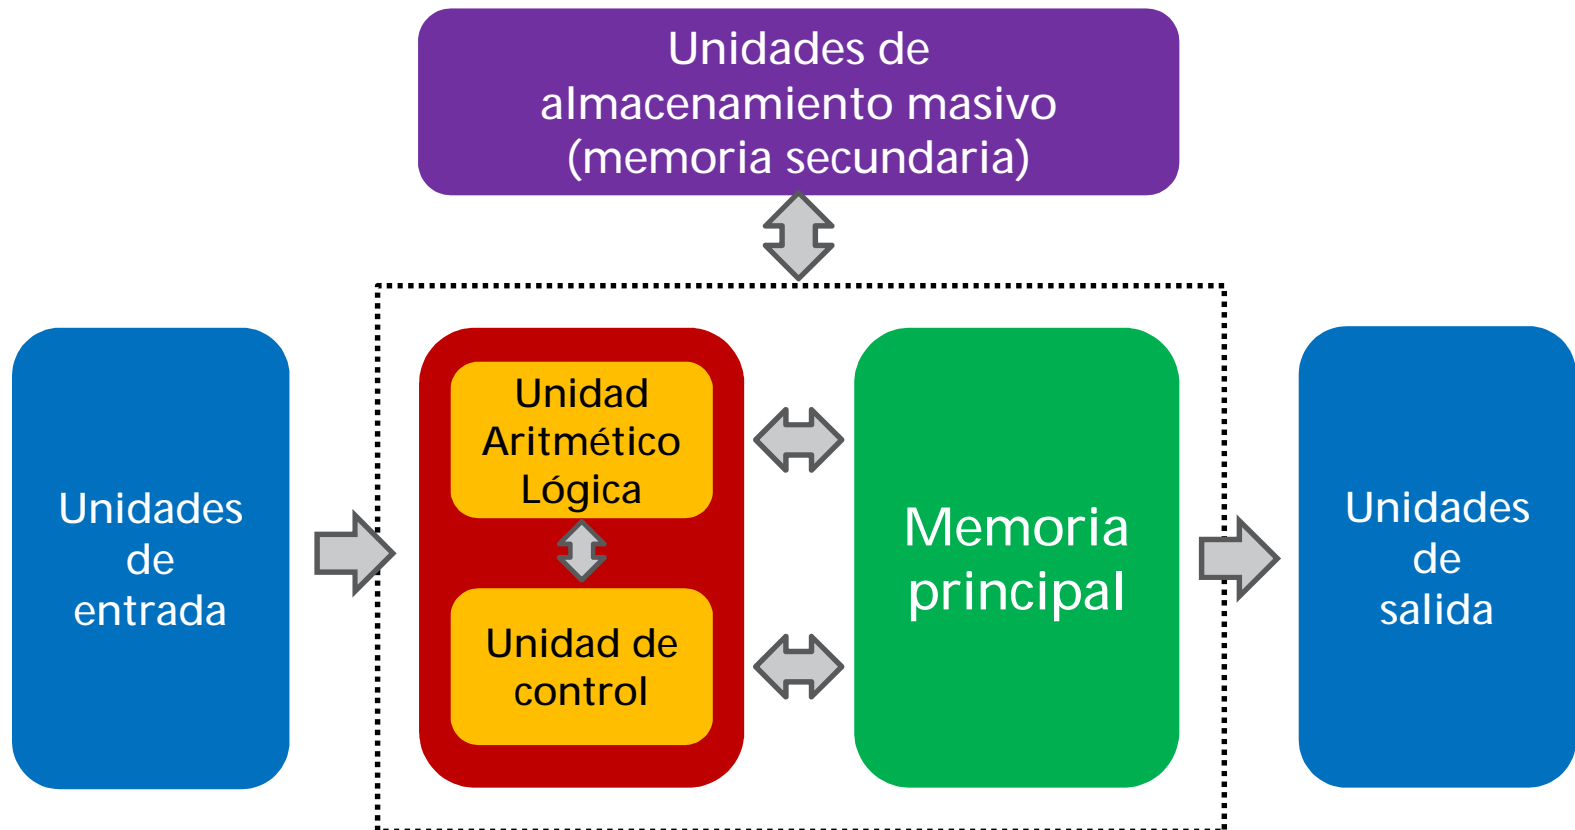 Unidades de
almacenamiento masivo
(memoria secundaria)
Unidades
de
entrada
Unidad
Aritmético
Lógica
Unidad de
control
Memoria
principal
Unidades
de
salida